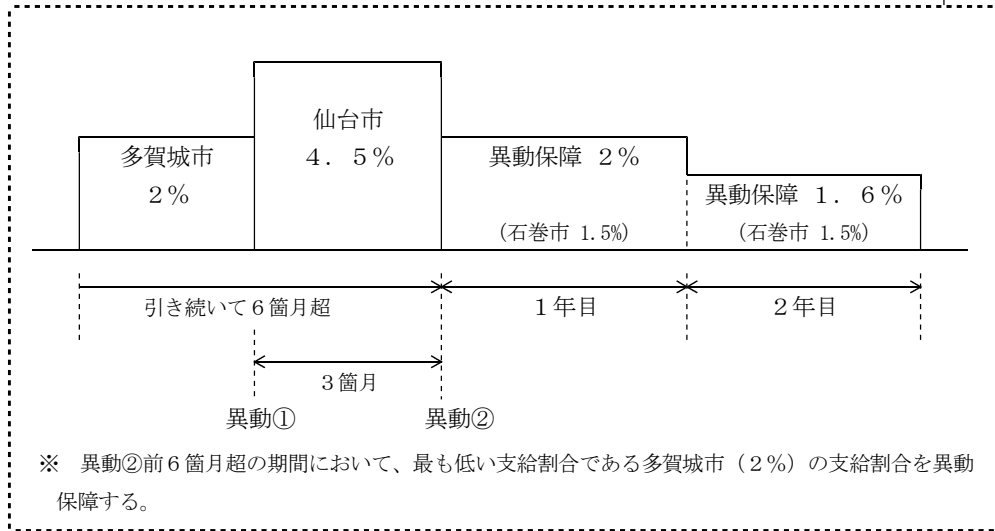 仙台市
４．５％
多賀城市
２％
異動保障 ２％
(石巻市 1.5%)
異動保障 １．６％
(石巻市 1.5%)
引き続いて６箇月超
１年目
２年目
３箇月
異動①
異動②
※ 異動②前６箇月超の期間において、最も低い支給割合である多賀城市（２％）の支給割合を異動
保障する。